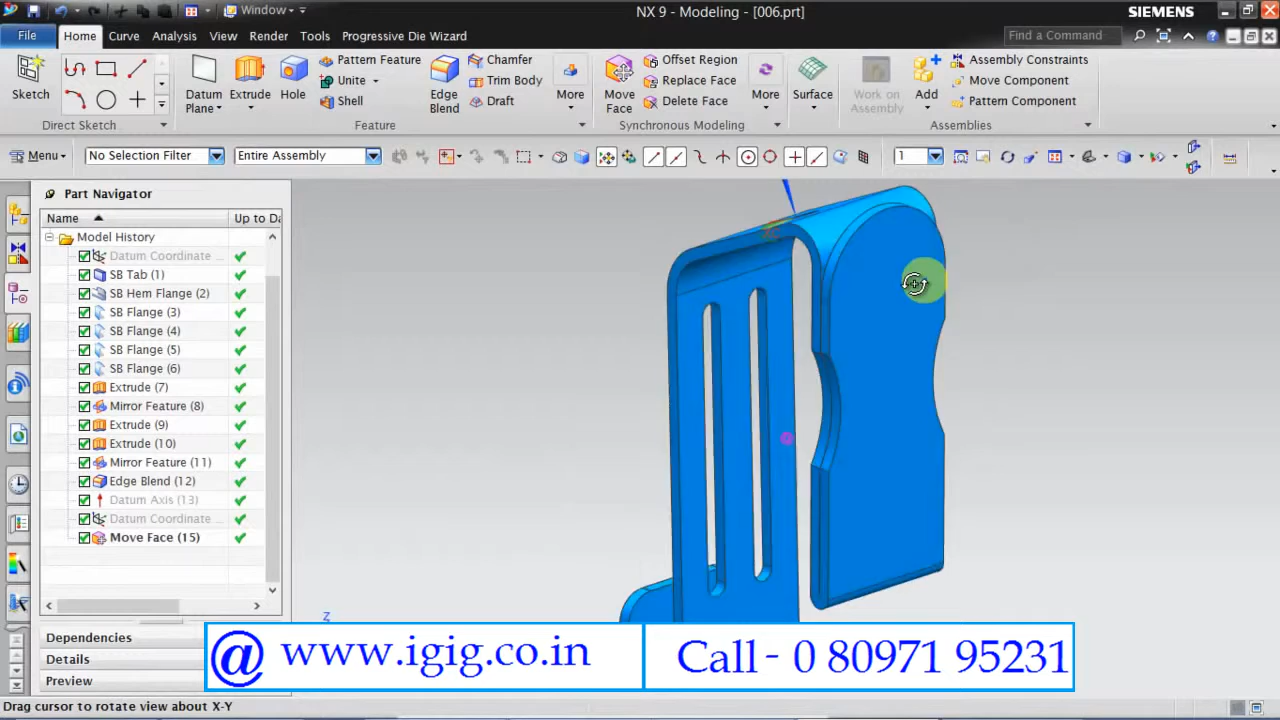 Window
NX 9 - Modeling - [006.prt]
SIEMENS
File
Home
Curve
Analysis
View
Render
Tools
Progressive Die Wizard
Find a Command
Sketch
Datum Plane
Extrude
Hole
Pattern Feature
Unite
Shell
Edge Blend
Chamfer
Trim Body
Draft
More
Move Face
Offset Region
Replace Face
Delete Face
More
Surface
Work on Assembly
Add
Assembly Constraints
Move Component
Pattern Component
Direct Sketch
Feature
Synchronous Modeling
Assemblies
Menu
No Selection Filter
Entire Assembly
1
Part Navigator
Name
Up to Da
Model History
Datum Coordinate ...
SB Tab (1)
SB Hem Flange (2)
SB Flange (3)
SB Flange (4)
SB Flange (5)
SB Flange (6)
Extrude (7)
Mirror Feature (8)
Extrude (9)
Extrude (10)
Mirror Feature (11)
Edge Blend (12)
Datum Axis (13)
Datum Coordinate ...
Move Face (15)
Dependencies
Details
Preview
Z
@ www.igig.co.in
Call - 0 80971 95231
Drag cursor to rotate view about X-Y